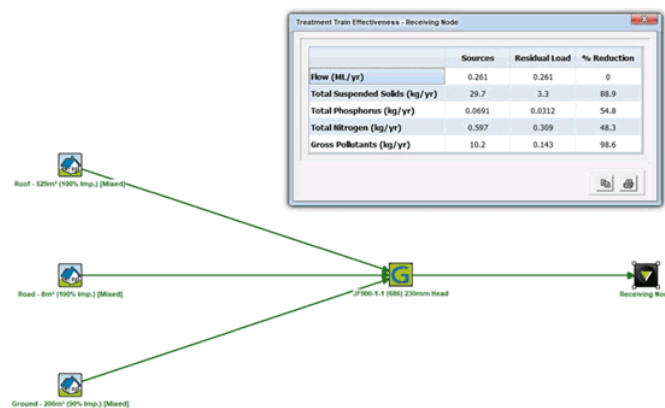 Treatment Train Effectiveness - Receiving Node
Sources Residual Load % Reduction
Flow (ML/yr) 0.261 0.261 0
Total Suspended Solids (kg/yr) 29.7 3.3 88.9
Total Phosphorus (kg/yr) 0.0691 0.0312 54.8
Total Nitrogen (kg/yr) 0.597 0.309 48.3
Gross Pollutants (kg/yr) 10.2 0.143 98.6
Roof - 529m² (100% Imp.) [Mixed]
Road - 8m² (100% Imp.) [Mixed]
G
JF900-1-1 (686) 230mm Head
Receiving No
Ground - 200m² (90% Imp.) [Mixed]